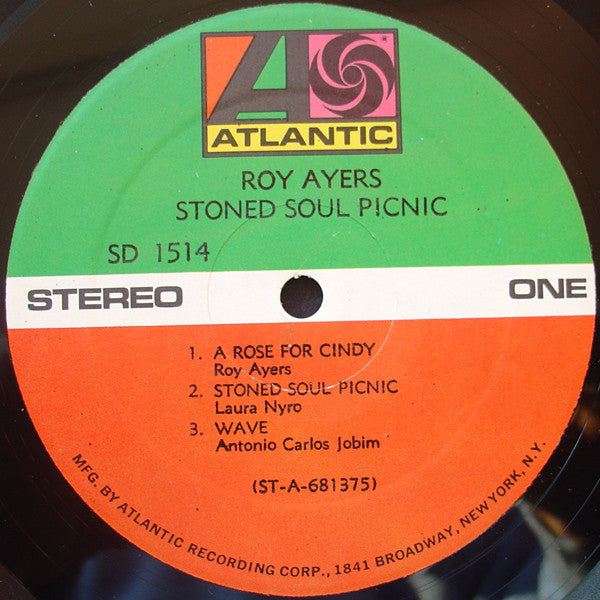 ATLANTIC
ROY AYERS
STONED SOUL PICNIC
SD 1514
STEREO ONE
1. A ROSE FOR CINDY
Roy Ayers
2. STONED SOUL PICNIC
Laura Nyro
3. WAVE
Antonio Carlos Jobim
(ST-A-681375)
MFG. BY ATLANTIC RECORDING CORP., 1841 BROADWAY, NEW YORK, N.Y.